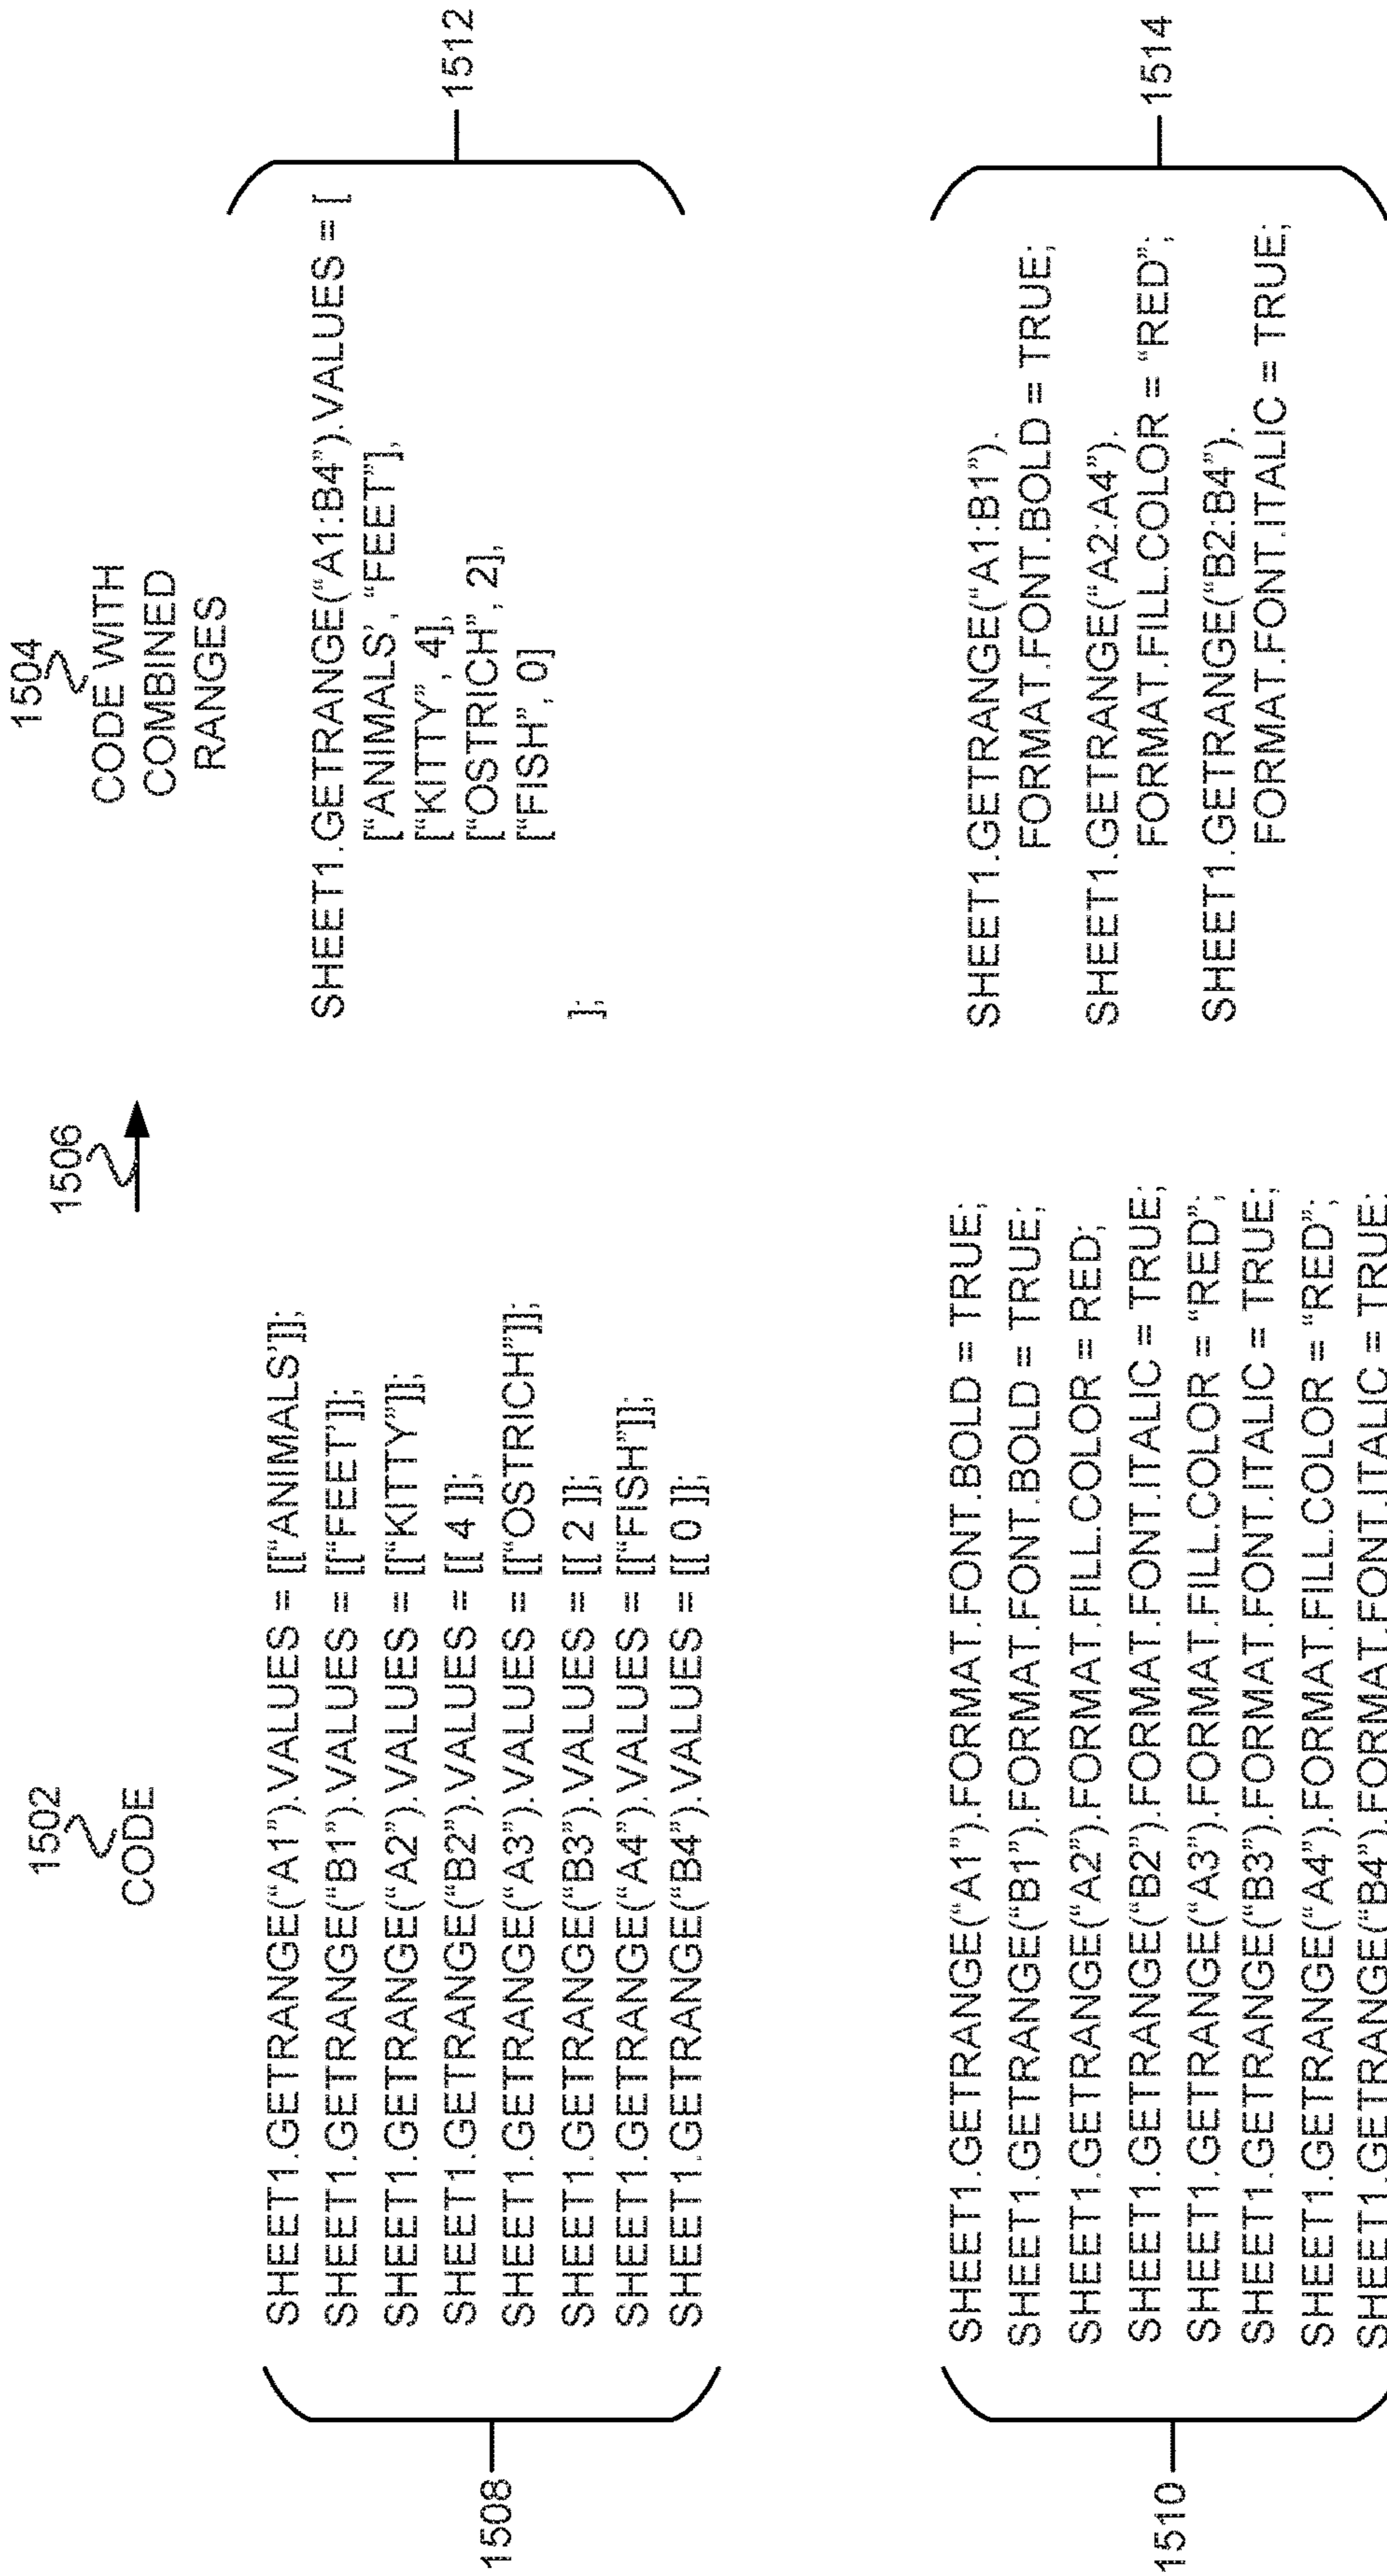 1502
CODE
1506
1504
CODE WITH
COMBINED
RANGES
1508
SHEET1.GETRANGE(“A1”).VALUES = [[“ANIMALS’]];
SHEET1.GETRANGE(“B1”).VALUES = [[“FEET’]];
SHEET1.GETRANGE(“A2”).VALUES = [[“KITTY”]];
SHEET1.GETRANGE(“B2”).VALUES = [[ 4 ]];
SHEET1.GETRANGE(“A3”).VALUES = [[“OSTRICH”]];
SHEET1.GETRANGE(“B3”).VALUES = [[ 2 ]];
SHEET1.GETRANGE(“A4”).VALUES = [[“FISH”]];
SHEET1.GETRANGE(“B4”).VALUES = [[ 0 ]];
SHEET1.GETRANGE(“A1:B4”).VALUES = [
[“ANIMALS’, “FEET”],
[“KITTY”, 4],
[“OSTRICH”, 2],
[“FISH”, 0]
];
1512
1510
SHEET1.GETRANGE(“A1”).FORMAT.FONT.BOLD = TRUE;
SHEET1.GETRANGE(“B1”).FORMAT.FONT.BOLD = TRUE;
SHEET1.GETRANGE(“A2”).FORMAT.FILL.COLOR = RED;
SHEET1.GETRANGE(“B2”).FORMAT.FONT.ITALIC = TRUE;
SHEET1.GETRANGE(“A3”).FORMAT.FILL.COLOR = “RED”;
SHEET1.GETRANGE(“B3”).FORMAT.FONT.ITALIC = TRUE;
SHEET1.GETRANGE(“A4”).FORMAT.FILL.COLOR = “RED”;
SHEET1.GETRANGE(“B4”).FORMAT.FONT.ITALIC = TRUE;
SHEET1.GETRANGE(“A1:B1”).
FORMAT.FONT.BOLD = TRUE;
SHEET1.GETRANGE(“A2:A4”).
FORMAT.FILL.COLOR = “RED”;
SHEET1.GETRANGE(“B2:B4”).
FORMAT.FONT.ITALIC = TRUE;
1514